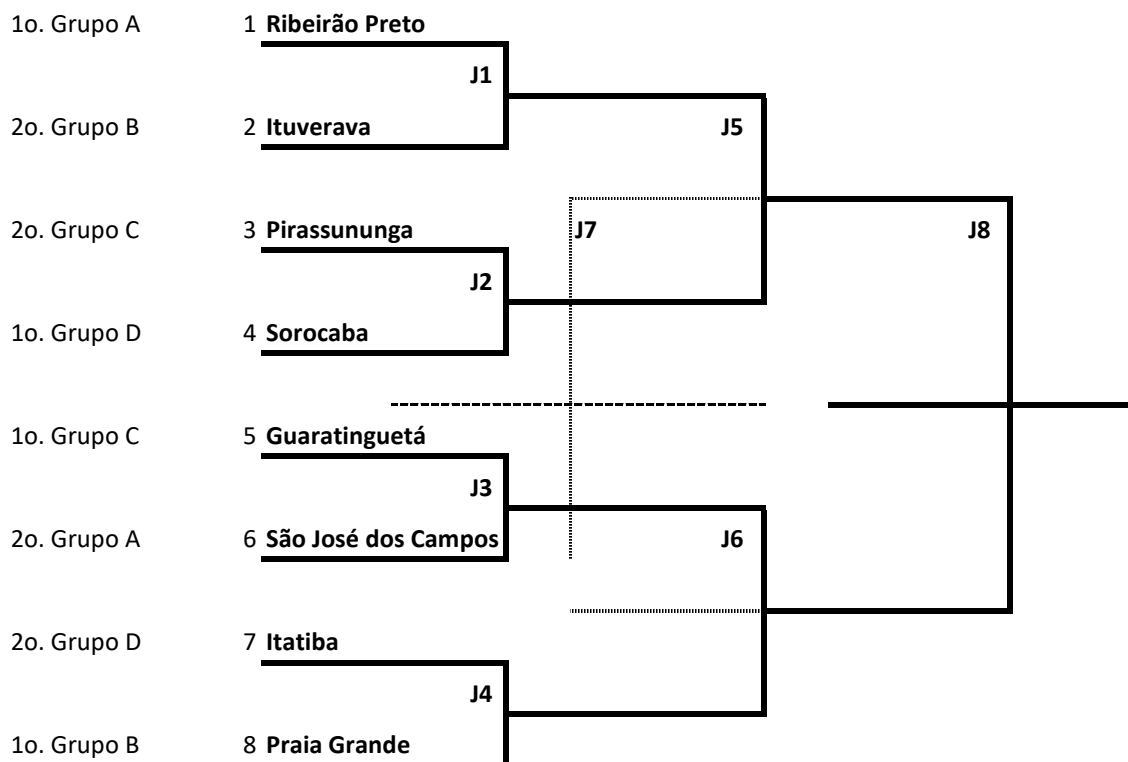 1o. Grupo A 1 Ribeirão Preto
J1
2o. Grupo B 2 Ituverava J5
2o. Grupo C 3 Pirassununga J7 J8
J2
1o. Grupo D 4 Sorocaba
1o. Grupo C 5 Guaratinguetá
J3
2o. Grupo A 6 São José dos Campos J6
2o. Grupo D 7 Itatiba
J4
1o. Grupo B 8 Praia Grande